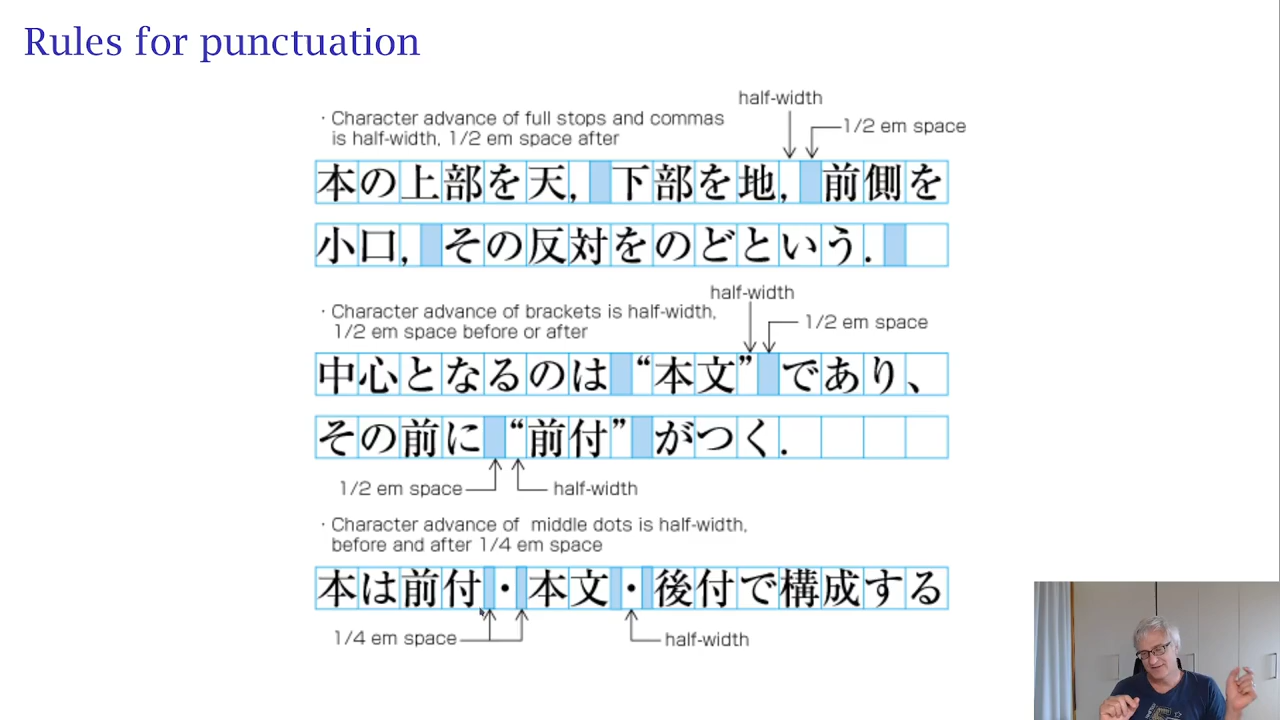 Rules for punctuation
half-width
· Character advance of full stops and commas
is half-width, 1/2 em space after
1/2 em space
本の上部を天,下部を地,前側を
小口,その反対をのどという.
half-width
· Character advance of brackets is half-width,
1/2 em space before or after
1/2 em space
中心となるのは“本文”であり、
その前に“前付”がつく.
1/2 em space
half-width
· Character advance of middle dots is half-width,
before and after 1/4 em space
本は前付・本文・後付で構成する
1/4 em space
half-width